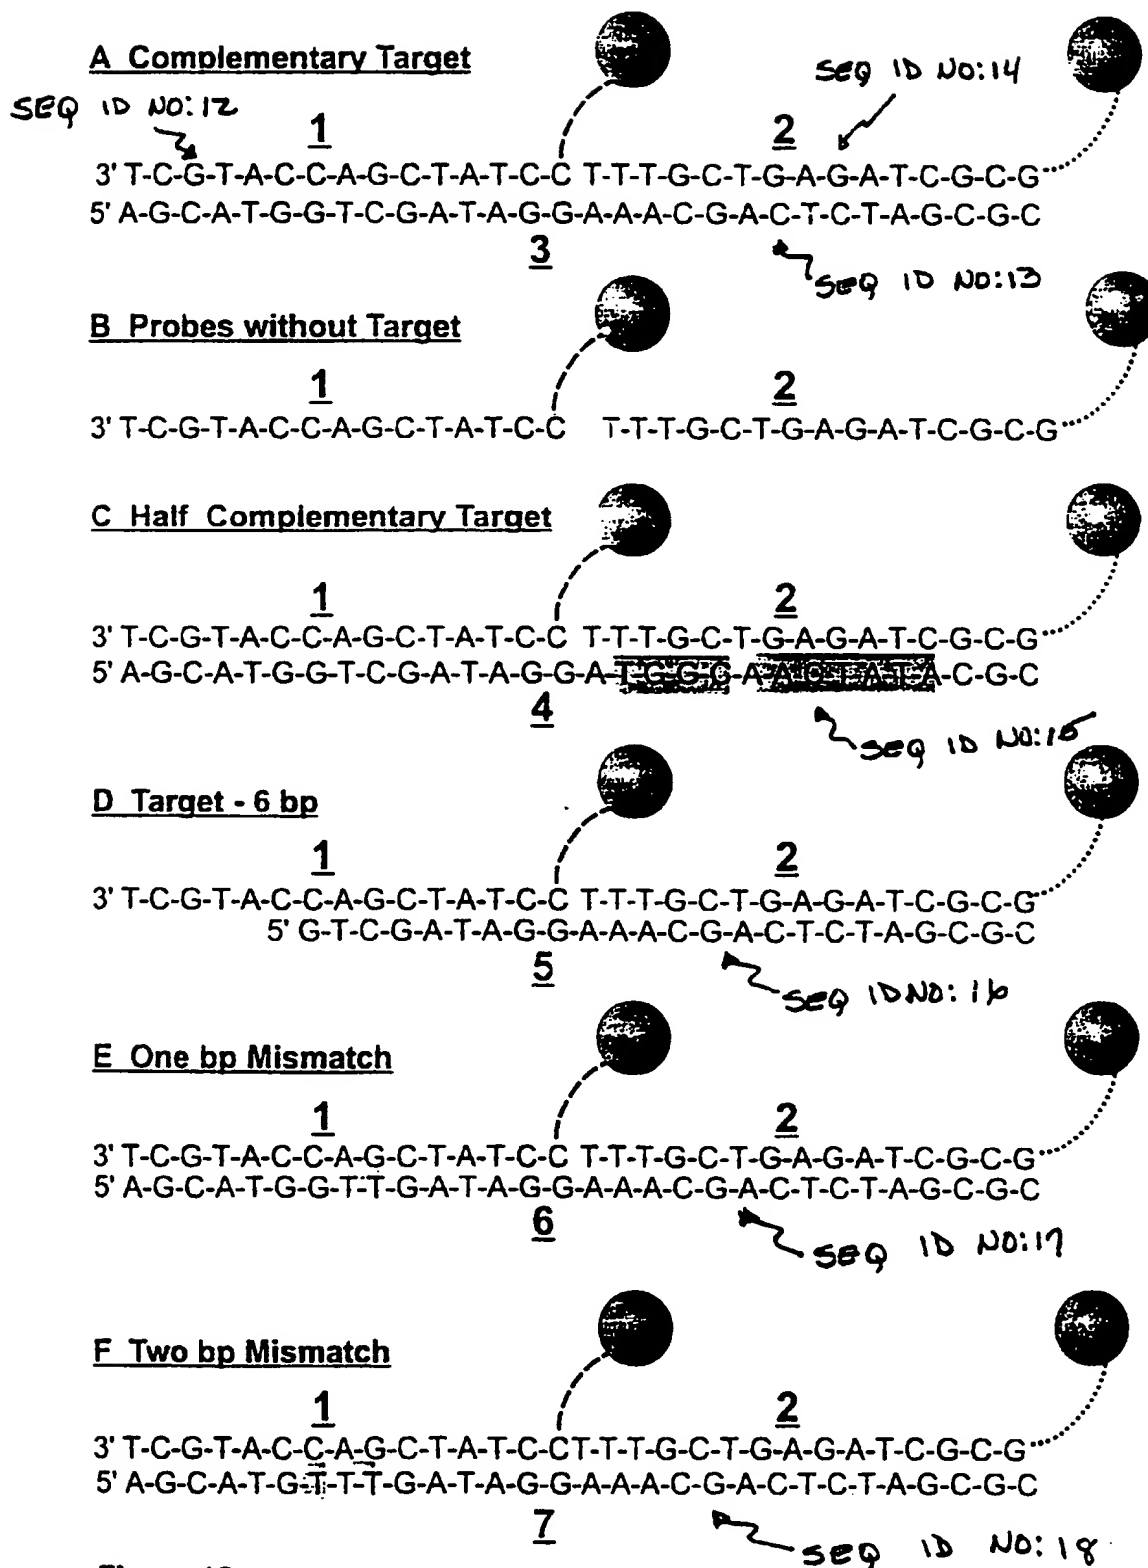 A Complementary Target
SEQ ID NO:12
SEQ ID NO:14
1 2
3' T-C-G-T-A-C-C-A-G-C-T-A-T-C-C T-T-T-G-C-T-G-A-G-A-T-C-G-C-G
5' A-G-C-A-T-G-G-T-C-G-A-T-A-G-G-A-A-A-C-G-A-C-T-C-T-A-G-C-G-C
3
SEQ ID NO:13
B Probes without Target
1 2
3' T-C-G-T-A-C-C-A-G-C-T-A-T-C-C T-T-T-G-C-T-G-A-G-A-T-C-G-C-G
C Half Complementary Target
1 2
3' T-C-G-T-A-C-C-A-G-C-T-A-T-C-C T-T-T-G-C-T-G-A-G-A-T-C-G-C-G
5' A-G-C-A-T-G-G-T-C-G-A-T-A-G-G-A-T-G-G-C-A-A-C-T-A-T-A-C-G-C
4
SEQ ID NO:15
D Target - 6 bp
1 2
3' T-C-G-T-A-C-C-A-G-C-T-A-T-C-C T-T-T-G-C-T-G-A-G-A-T-C-G-C-G
5' G-T-C-G-A-T-A-G-G-A-A-A-C-G-A-C-T-C-T-A-G-C-G-C
5
SEQ ID NO: 16
E One bp Mismatch
1 2
3' T-C-G-T-A-C-C-A-G-C-T-A-T-C-C T-T-T-G-C-T-G-A-G-A-T-C-G-C-G
5' A-G-C-A-T-G-G-T-T-G-A-T-A-G-G-A-A-A-C-G-A-C-T-C-T-A-G-C-G-C
6
SEQ ID NO:17
F Two bp Mismatch
1 2
3' T-C-G-T-A-C-C-A-G-C-T-A-T-C-C-T-T-T-G-C-T-G-A-G-A-T-C-G-C-G
5' A-G-C-A-T-G-T-T-T-G-A-T-A-G-G-A-A-A-C-G-A-C-T-C-T-A-G-C-G-C
7
SEQ ID NO: 18